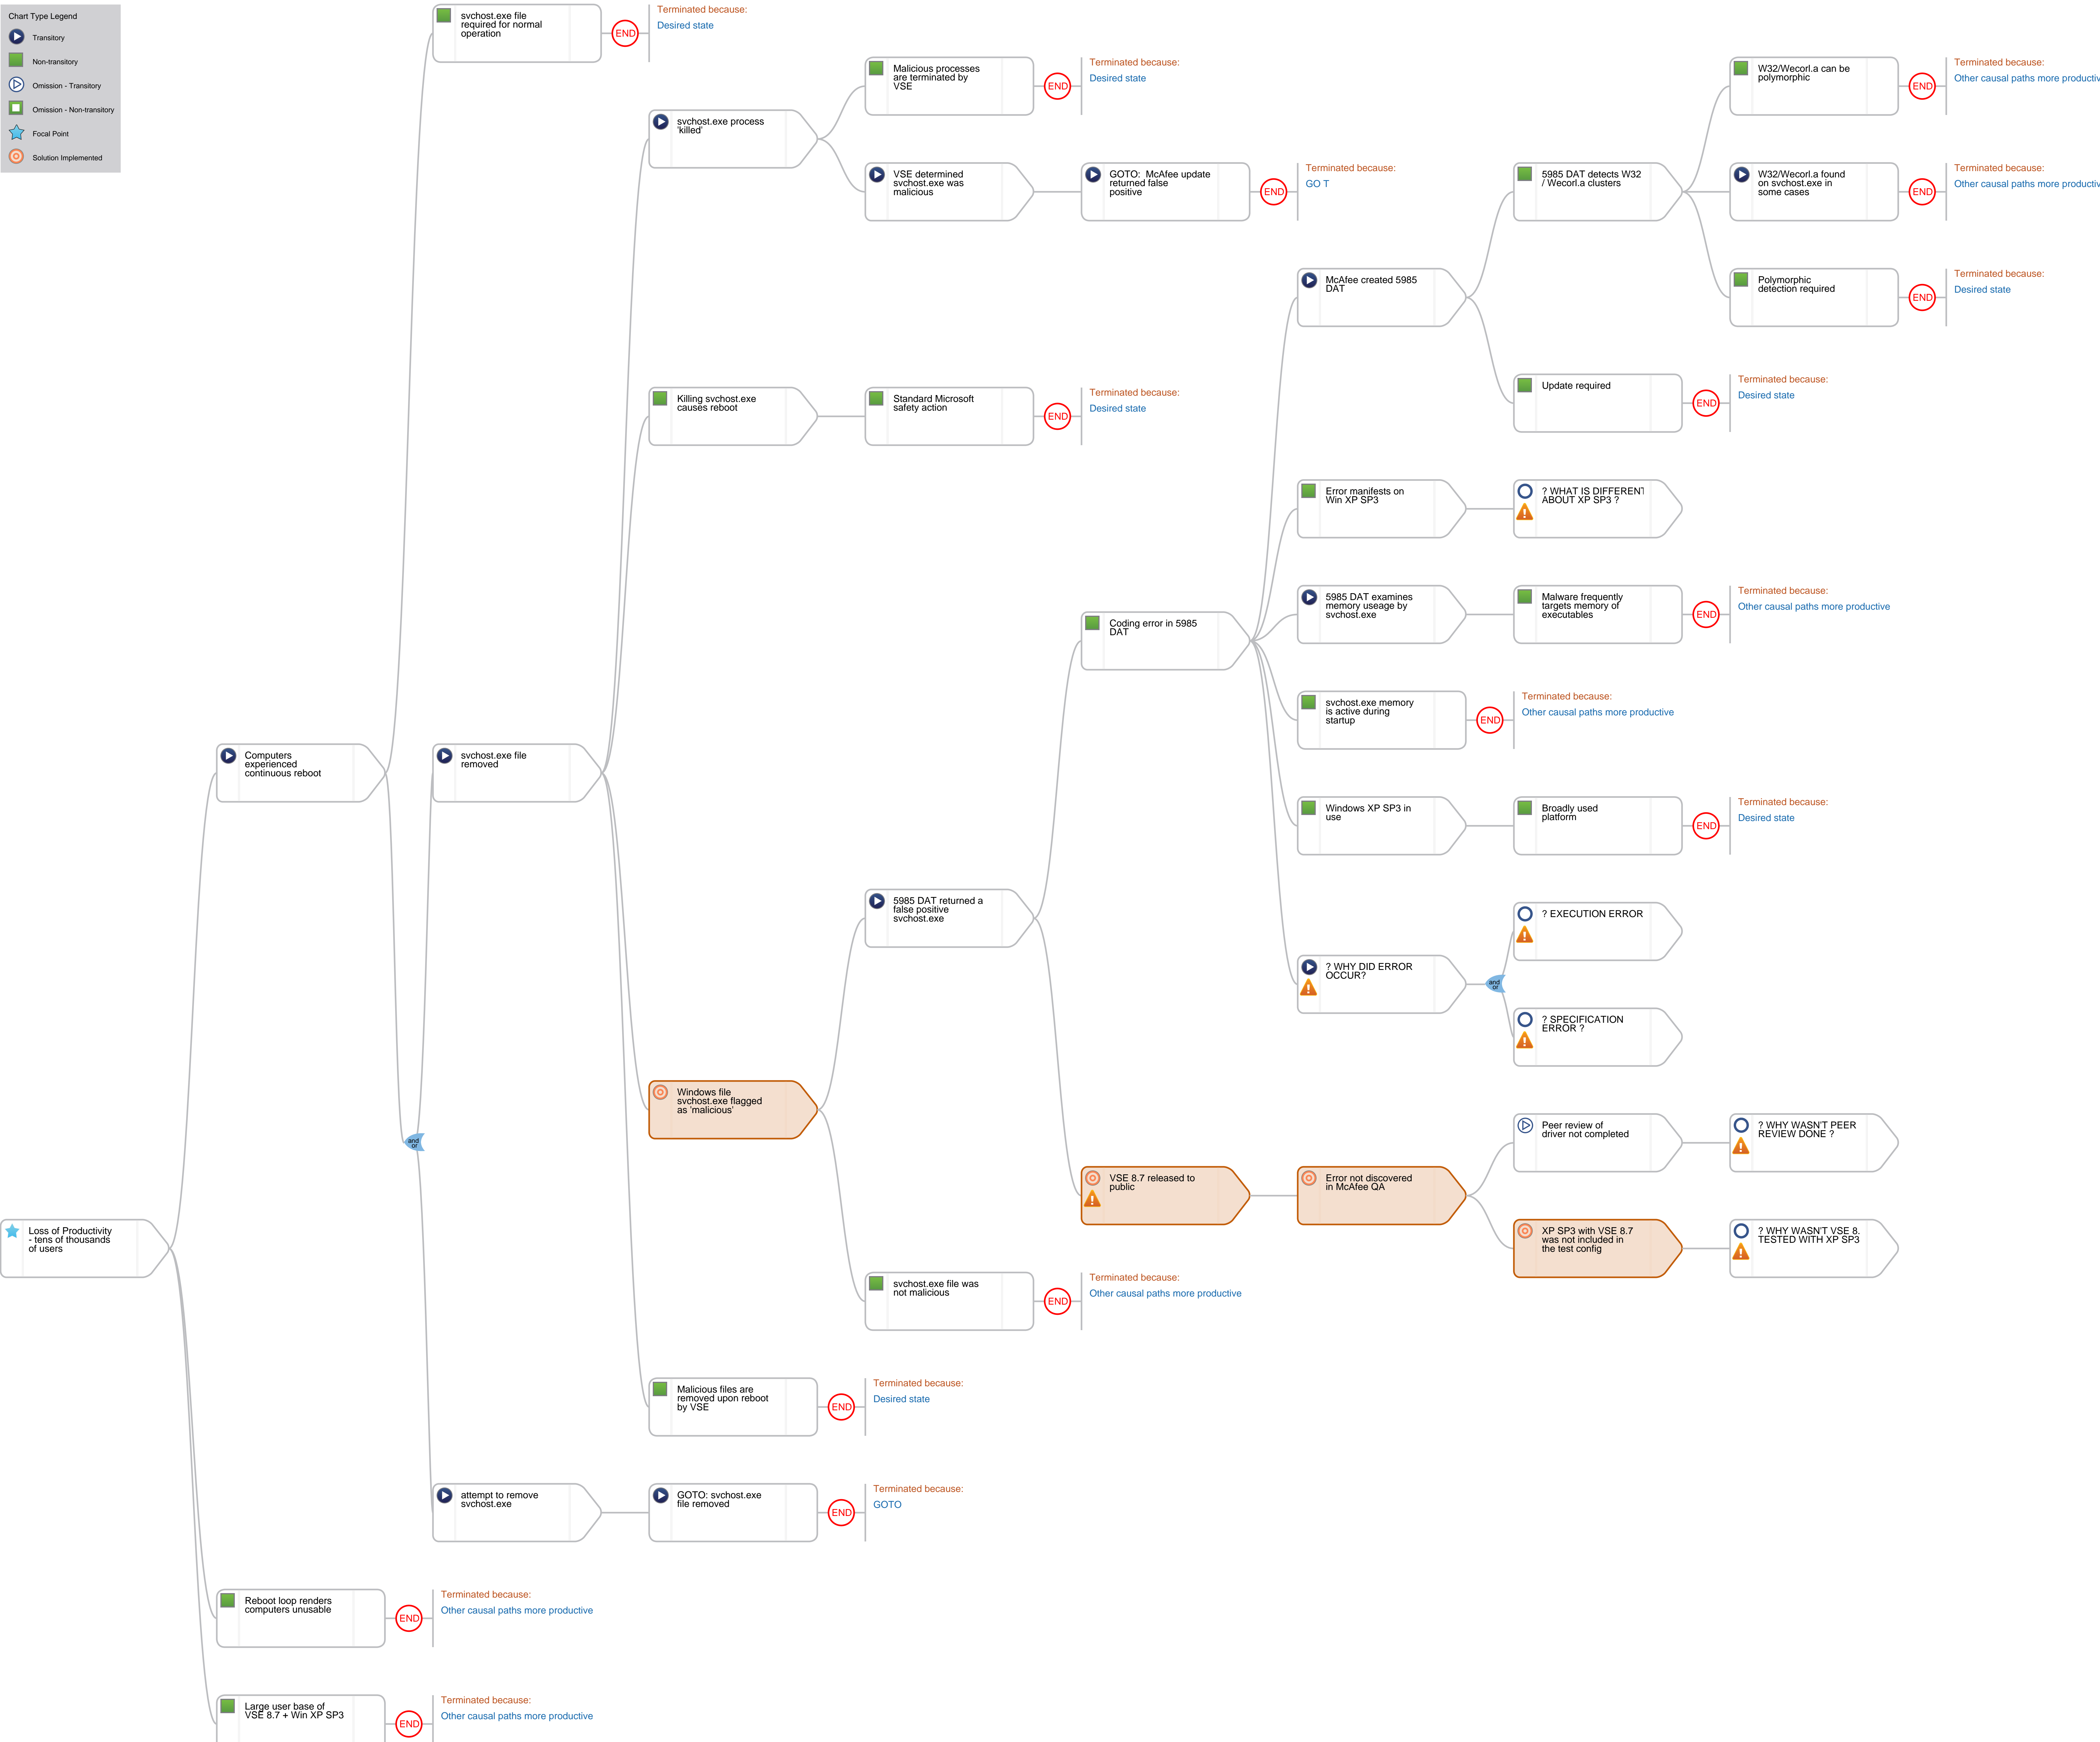 Chart Type Legend
Transitory
Non-transitory
Omission - Transitory
Omission - Non-transitory
Focal Point
Solution Implemented
Loss of Productivity
- tens of thousands
of users
Computers
experienced
continuous reboot
Reboot loop renders
computers unusable
END
Terminated because:
Other causal paths more productive
Large user base of
VSE 8.7 + Win XP SP3
END
Terminated because:
Other causal paths more productive
svchost.exe file
required for normal
operation
END
Terminated because:
Desired state
and
or
svchost.exe file
removed
attempt to remove
svchost.exe
GOTO: svchost.exe
file removed
END
Terminated because:
GOTO
svchost.exe process
'killed'
Malicious processes
are terminated by
VSE
END
Terminated because:
Desired state
VSE determined
svchost.exe was
malicious
GOTO: McAfee update
returned false
positive
END
Terminated because:
GO T
Killing svchost.exe
causes reboot
Standard Microsoft
safety action
END
Terminated because:
Desired state
Windows file
svchost.exe flagged
as 'malicious'
Malicious files are
removed upon reboot
by VSE
END
Terminated because:
Desired state
5985 DAT returned a
false positive
svchost.exe
svchost.exe file was
not malicious
END
Terminated because:
Other causal paths more productive
Coding error in 5985
DAT
VSE 8.7 released to
public
McAfee created 5985
DAT
5985 DAT detects W32
/ Wecorl.a clusters
W32/Wecorl.a can be
polymorphic
END
Terminated because:
Other causal paths more productiv
W32/Wecorl.a found
on svchost.exe in
some cases
END
Terminated because:
Other causal paths more productiv
Polymorphic
detection required
END
Terminated because:
Desired state
Update required
END
Terminated because:
Desired state
Error manifests on
Win XP SP3
? WHAT IS DIFFERENT
ABOUT XP SP3 ?
5985 DAT examines
memory useage by
svchost.exe
Malware frequently
targets memory of
executables
END
Terminated because:
Other causal paths more productive
svchost.exe memory
is active during
startup
END
Terminated because:
Other causal paths more productive
Windows XP SP3 in
use
Broadly used
platform
END
Terminated because:
Desired state
? WHY DID ERROR
OCCUR?
and
or
? EXECUTION ERROR
? SPECIFICATION
ERROR ?
Error not discovered
in McAfee QA
Peer review of
driver not completed
? WHY WASN'T PEER
REVIEW DONE ?
XP SP3 with VSE 8.7
was not included in
the test config
? WHY WASN'T VSE 8.
TESTED WITH XP SP3